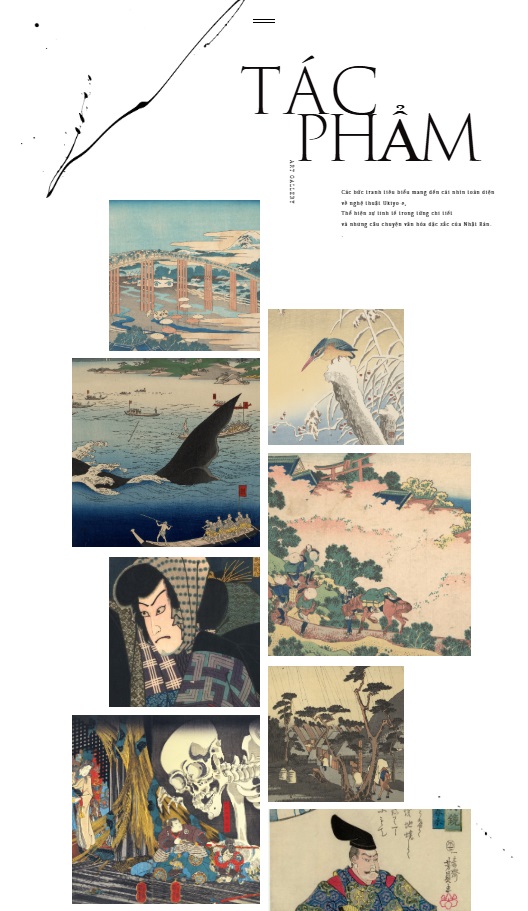 TÁC
PHẨM
ART GALLERY
Các bức tranh tiêu biểu mang đến cái nhìn toàn diện
về nghệ thuật Ukiyo e,
Thể hiện sự tinh tế trong từng chi tiết
và những câu chuyện văn hóa đặc sắc của Nhật Bản.